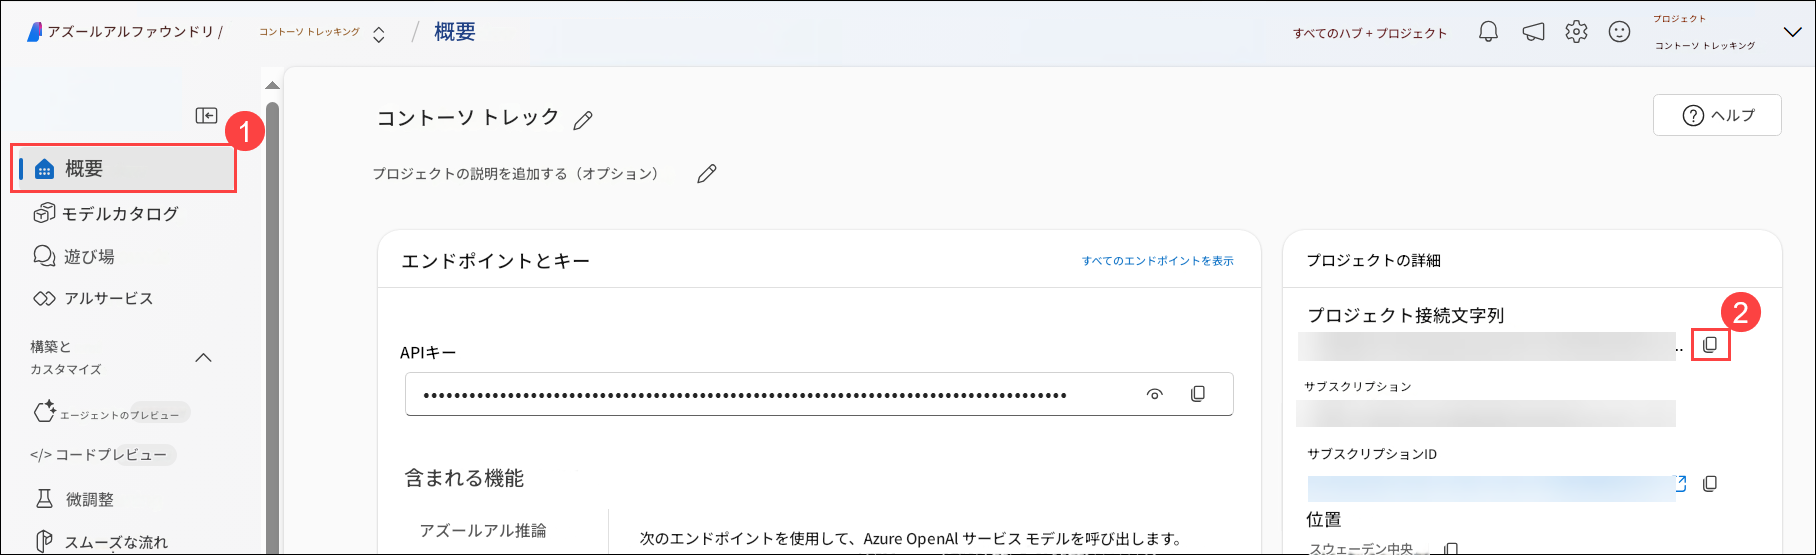 アズールアルファウンドリ /
コントーソ トレッキング
/ 概要
すべてのハブ + プロジェクト
プロジェクト
コントーソ トレッキング
1
概要
モデルカタログ
遊び場
アルサービス
構築と
カスタマイズ
エージェントのプレビュー
</> コードプレビュー
微調整
スムーズな流れ
コントーソ トレック
ヘルプ
プロジェクトの説明を追加する（オプション）
エンドポイントとキー
すべてのエンドポイントを表示
APIキー
含まれる機能
アズールアル推論
次のエンドポイントを使用して、Azure OpenAI サービス モデルを呼び出します。
プロジェクトの詳細
プロジェクト接続文字列
2
..
サブスクリプション
サブスクリプションID
位置
スウェーデン中央